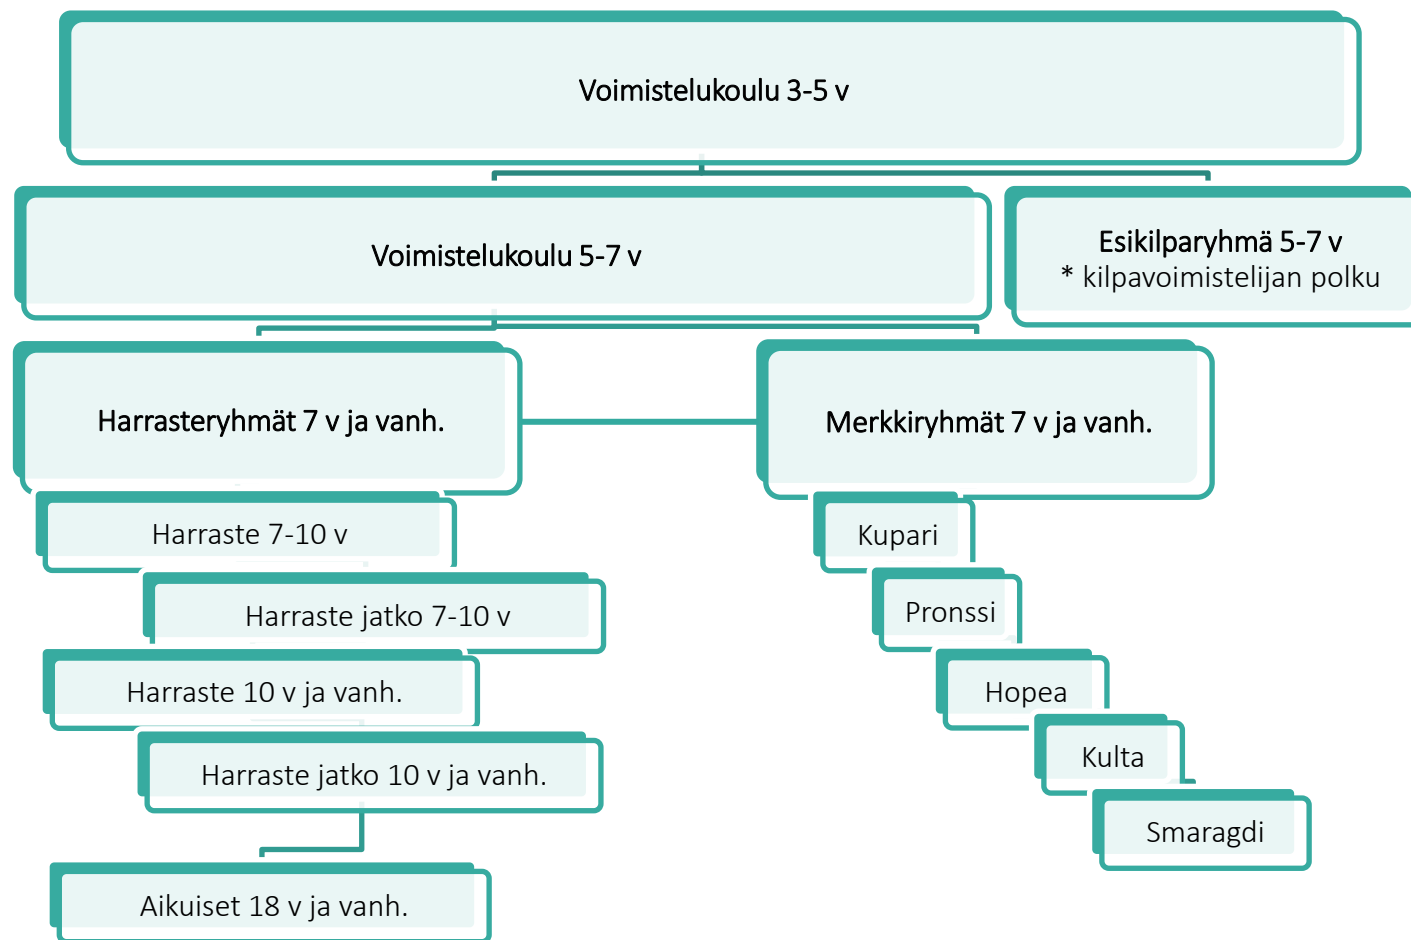 Voimistelukoulu 3-5 v
Voimistelukoulu 5-7 v
Esikilparyhmä 5-7 v
* kilpavoimistelijan polku
Harrasteryhmät 7 v ja vanh.
Merkkiryhmät 7 v ja vanh.
Harraste 7-10 v
Harraste jatko 7-10 v
Harraste 10 v ja vanh.
Harraste jatko 10 v ja vanh.
Aikuiset 18 v ja vanh.
Kupari
Pronssi
Hopea
Kulta
Smaragdi